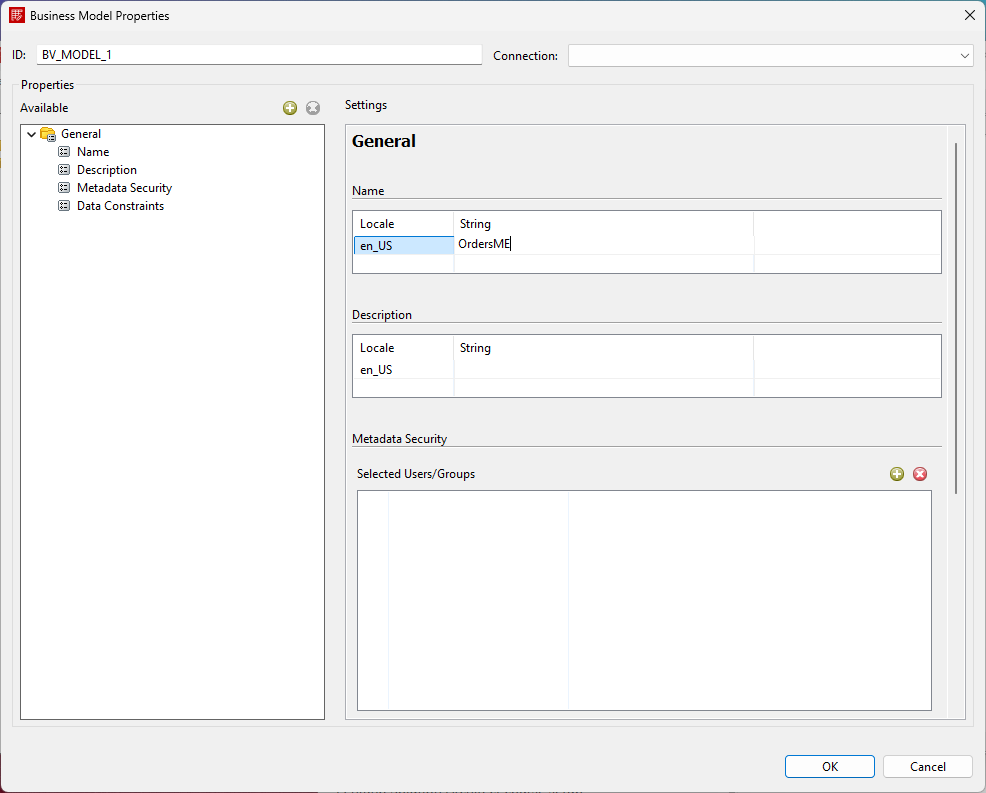 Business Model Properties
ID: BV_MODEL_1 Connection:
Properties
Available
Settings
General
Name
Description
Metadata Security
Data Constraints
General
Name
Locale String
en_US OrdersME
Description
Locale String
en_US
Metadata Security
Selected Users/Groups
OK Cancel